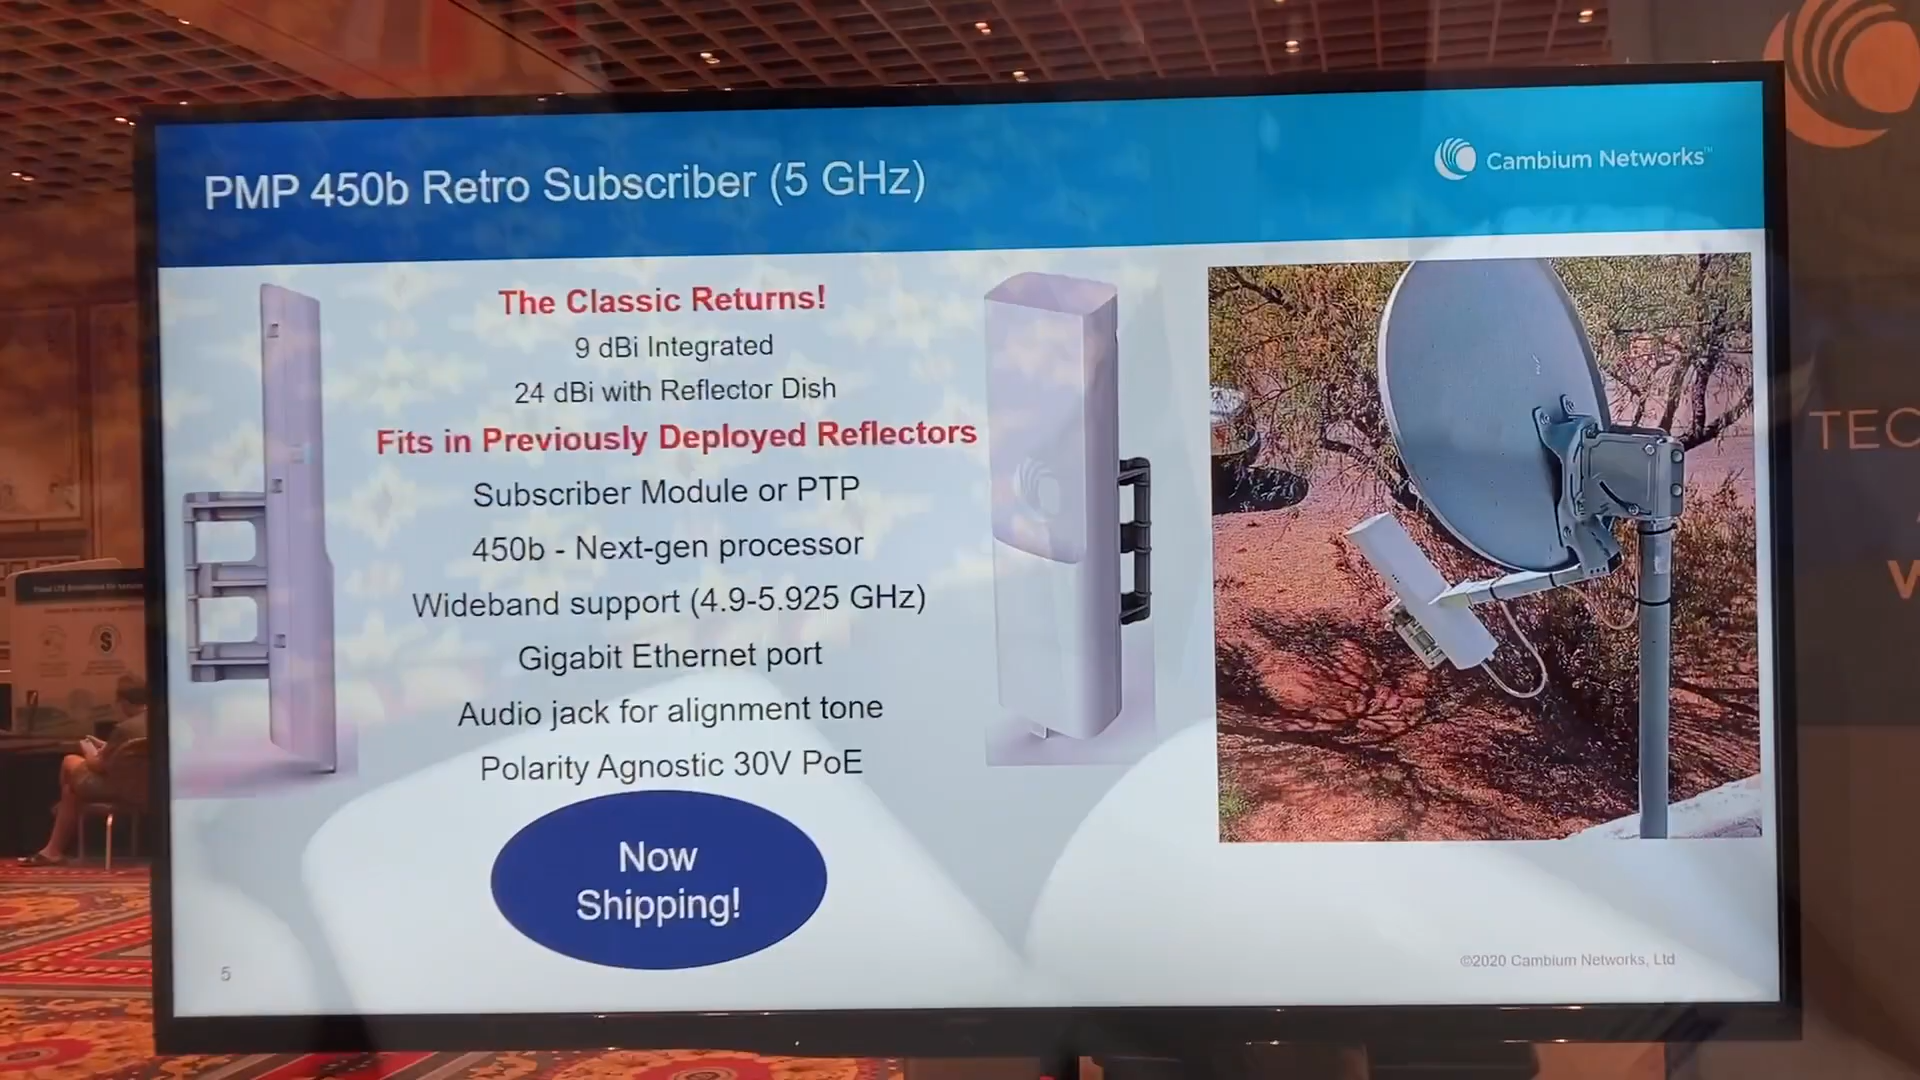 PMP 450b Retro Subscriber (5 GHz)
Cambium Networks™
The Classic Returns!
9 dBi Integrated
24 dBi with Reflector Dish
Fits in Previously Deployed Reflectors
Subscriber Module or PTP
450b - Next-gen processor
Wideband support (4.9-5.925 GHz)
Gigabit Ethernet port
Audio jack for alignment tone
Polarity Agnostic 30V PoE
Now
Shipping!
5
©2020 Cambium Networks, Ltd
TEC
$